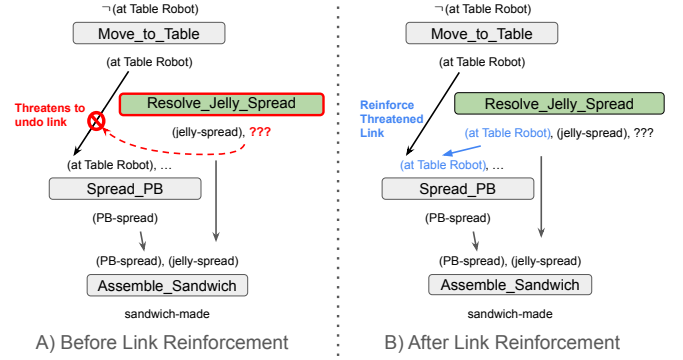 ¬ (at Table Robot)
Move_to_Table
(at Table Robot)
Threatens to
undo link
Resolve_Jelly_Spread
(jelly-spread), ???
(at Table Robot), ...
Spread_PB
(PB-spread)
(PB-spread), (jelly-spread)
Assemble_Sandwich
sandwich-made
A) Before Link Reinforcement
¬ (at Table Robot)
Move_to_Table
(at Table Robot)
Reinforce
Threatened
Link
Resolve_Jelly_Spread
(at Table Robot), (jelly-spread), ???
(at Table Robot), ...
Spread_PB
(PB-spread)
(PB-spread), (jelly-spread)
Assemble_Sandwich
sandwich-made
B) After Link Reinforcement